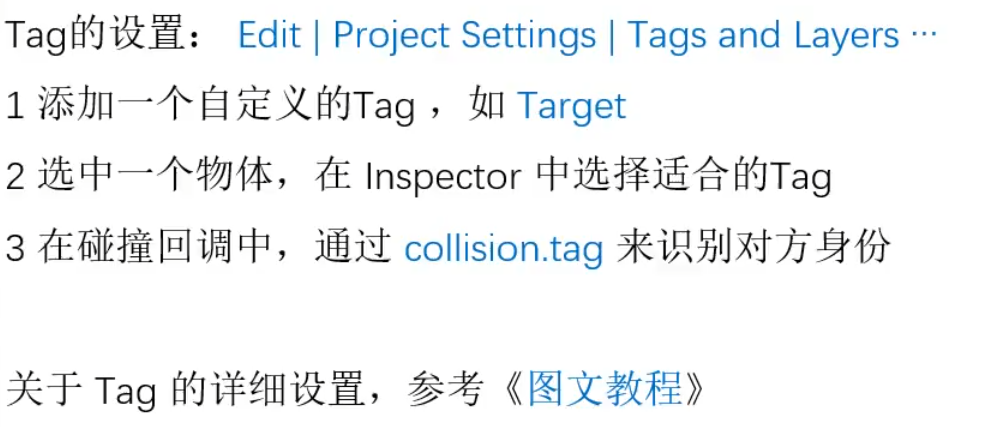 Tag的设置： Edit | Project Settings | Tags and Layers …
1 添加一个自定义的Tag ，如 Target
2 选中一个物体，在 Inspector 中选择适合的Tag
3 在碰撞回调中，通过 collision.tag 来识别对方身份
关于 Tag 的详细设置，参考《图文教程》